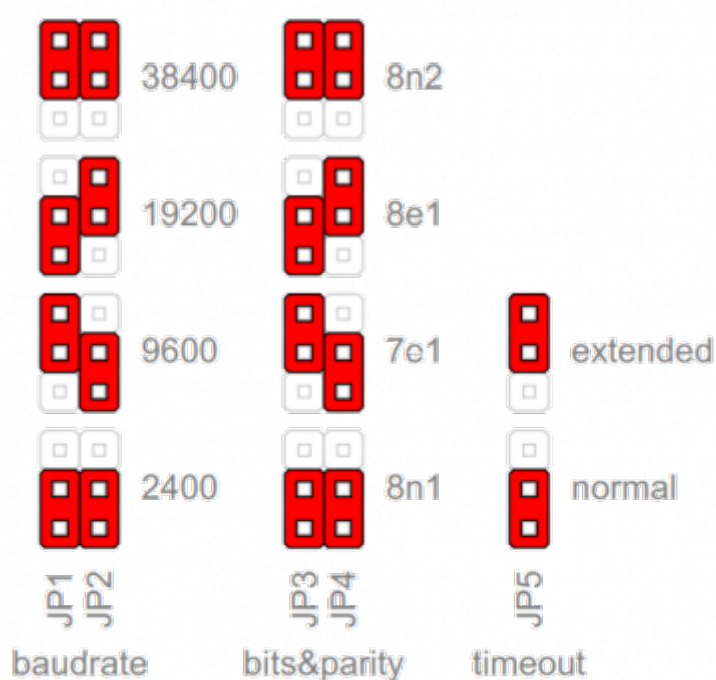 38400 8n2
19200 8e1
9600 7e1 extended
2400 8n1 normal
JP1 JP2 JP3 JP4 JP5
baudrate bits&parity timeout